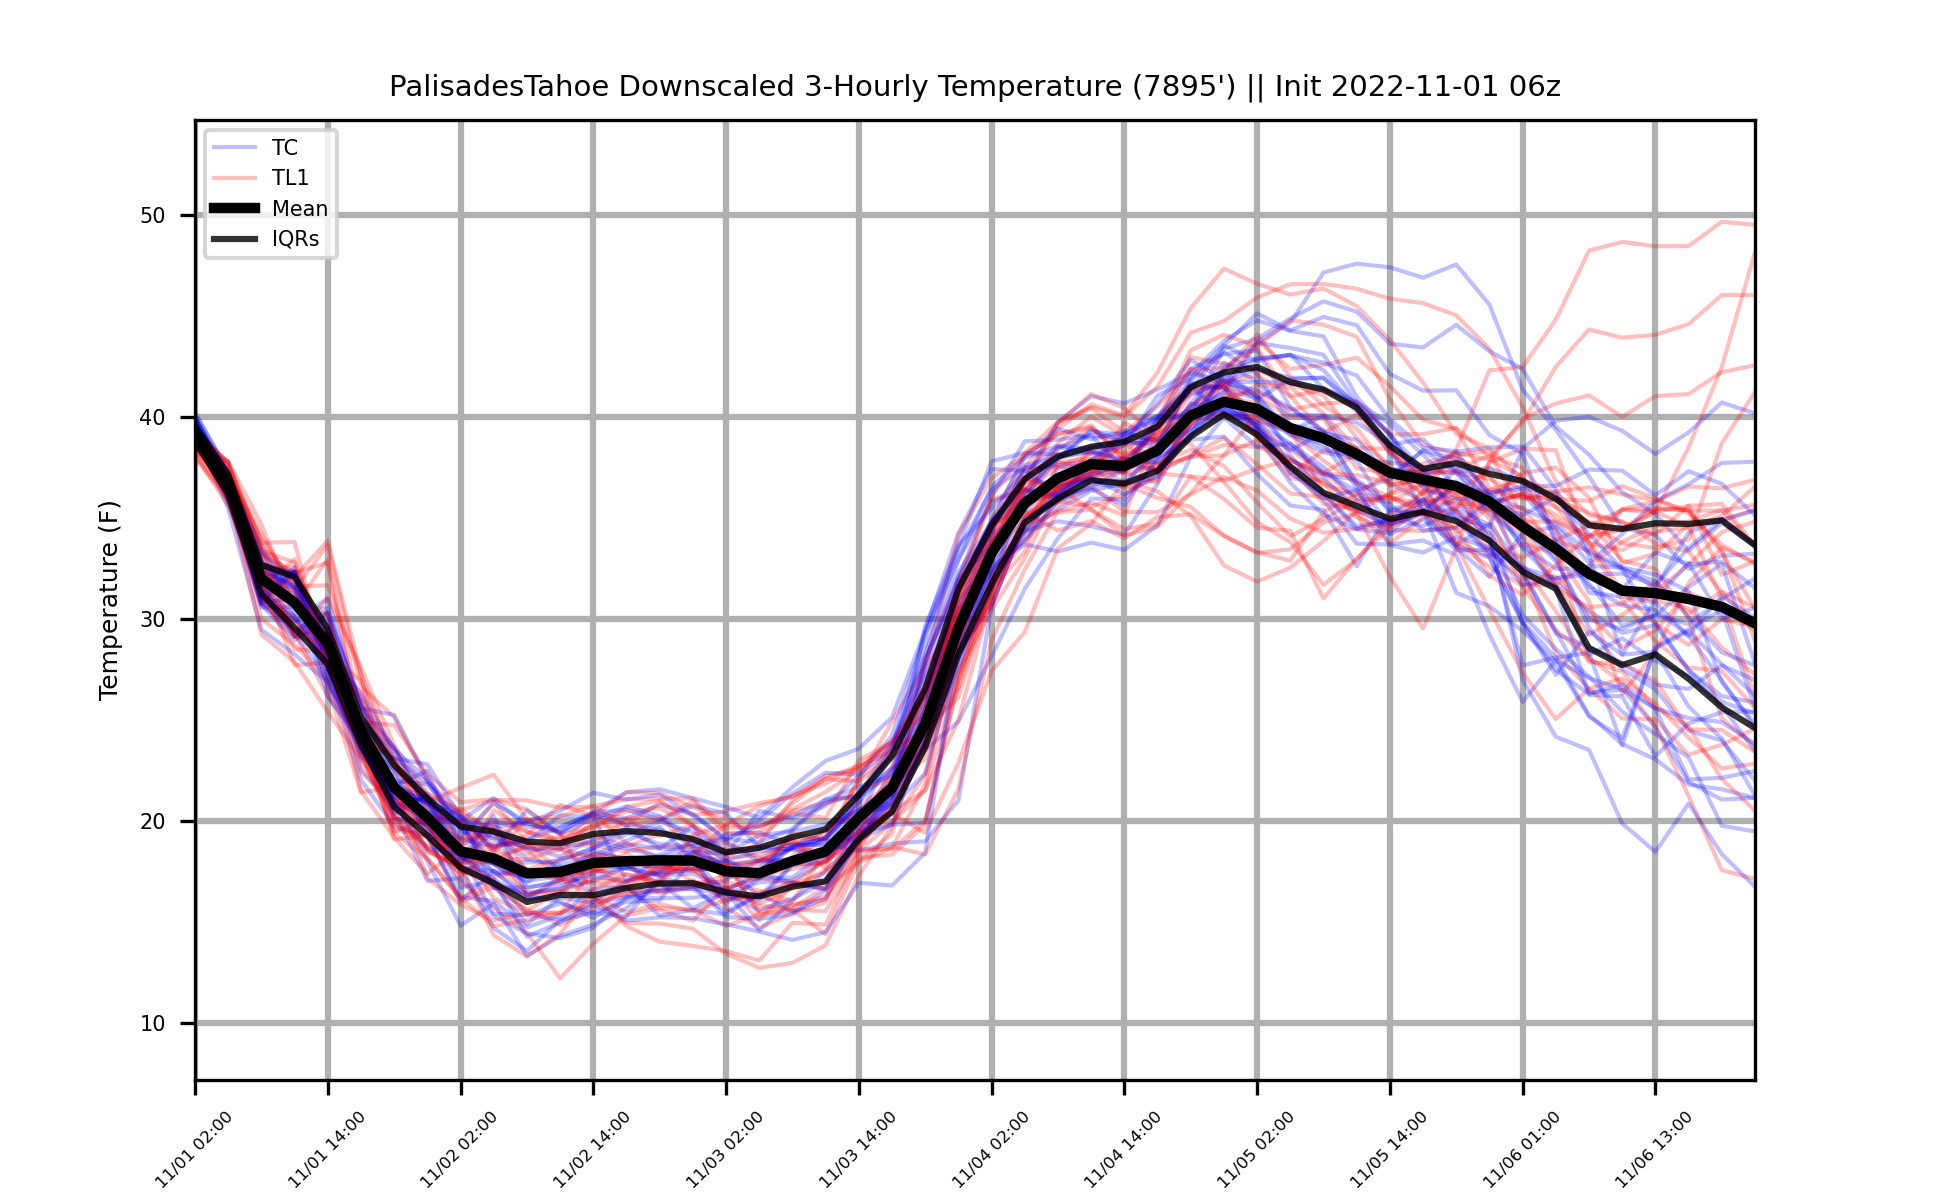 PalisadesTahoe Downscaled 3-Hourly Temperature (7895') || Init 2022-11-01 06z
TC
TL1
Mean
IQRs
Temperature (F)
50
40
30
20
10
11/01 02:00
11/01 14:00
11/02 02:00
11/02 14:00
11/03 02:00
11/03 14:00
11/04 02:00
11/04 14:00
11/05 02:00
11/05 14:00
11/06 01:00
11/06 13:00